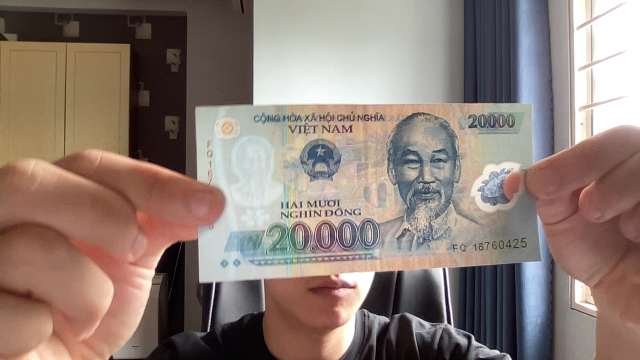 CỘNG HÒA XÃ HỘI CHỦ NGHĨA
VIỆT NAM
20000
HAI MƯƠI
NGHÌN ĐỒNG
20.000
FQ 16760425